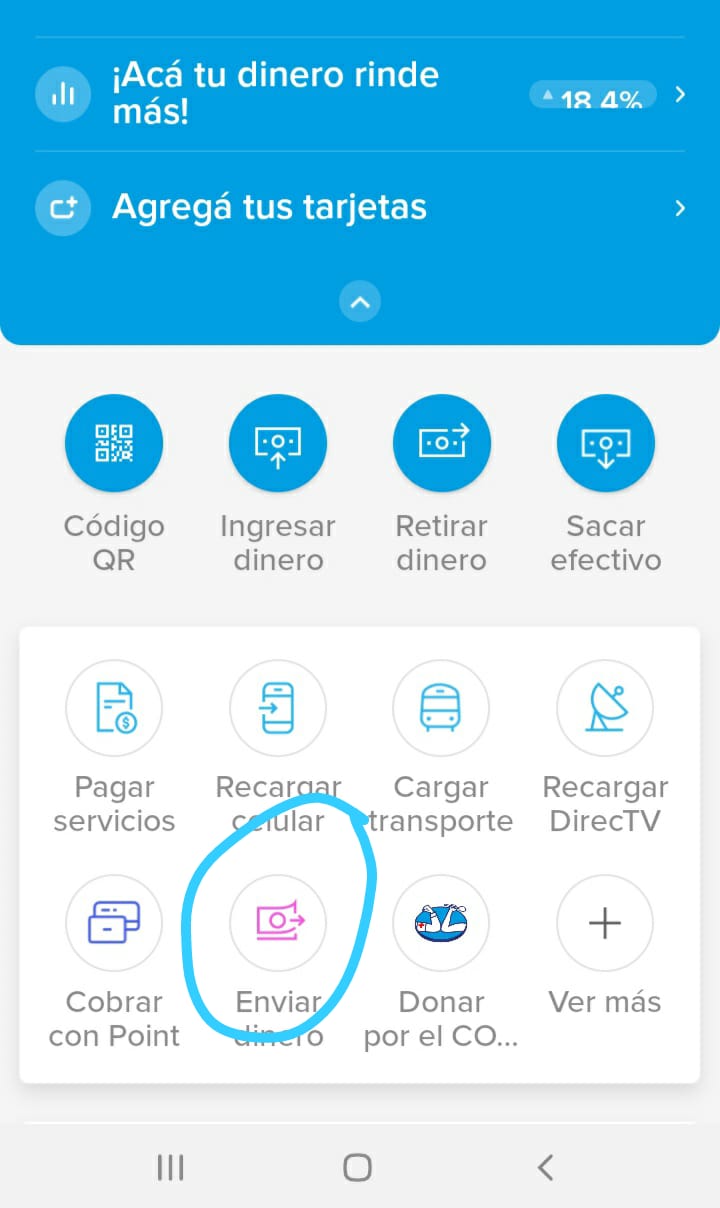 ¡Acá tu dinero rinde
más!
18.4%
Agregá tus tarjetas
Código
QR
Ingresar
dinero
Retirar
dinero
Sacar
efectivo
Pagar
servicios
Recargar
celular
Cargar
transporte
Recargar
DirecTV
Cobrar
con Point
Enviar
dinero
Donar
por el CO...
Ver más